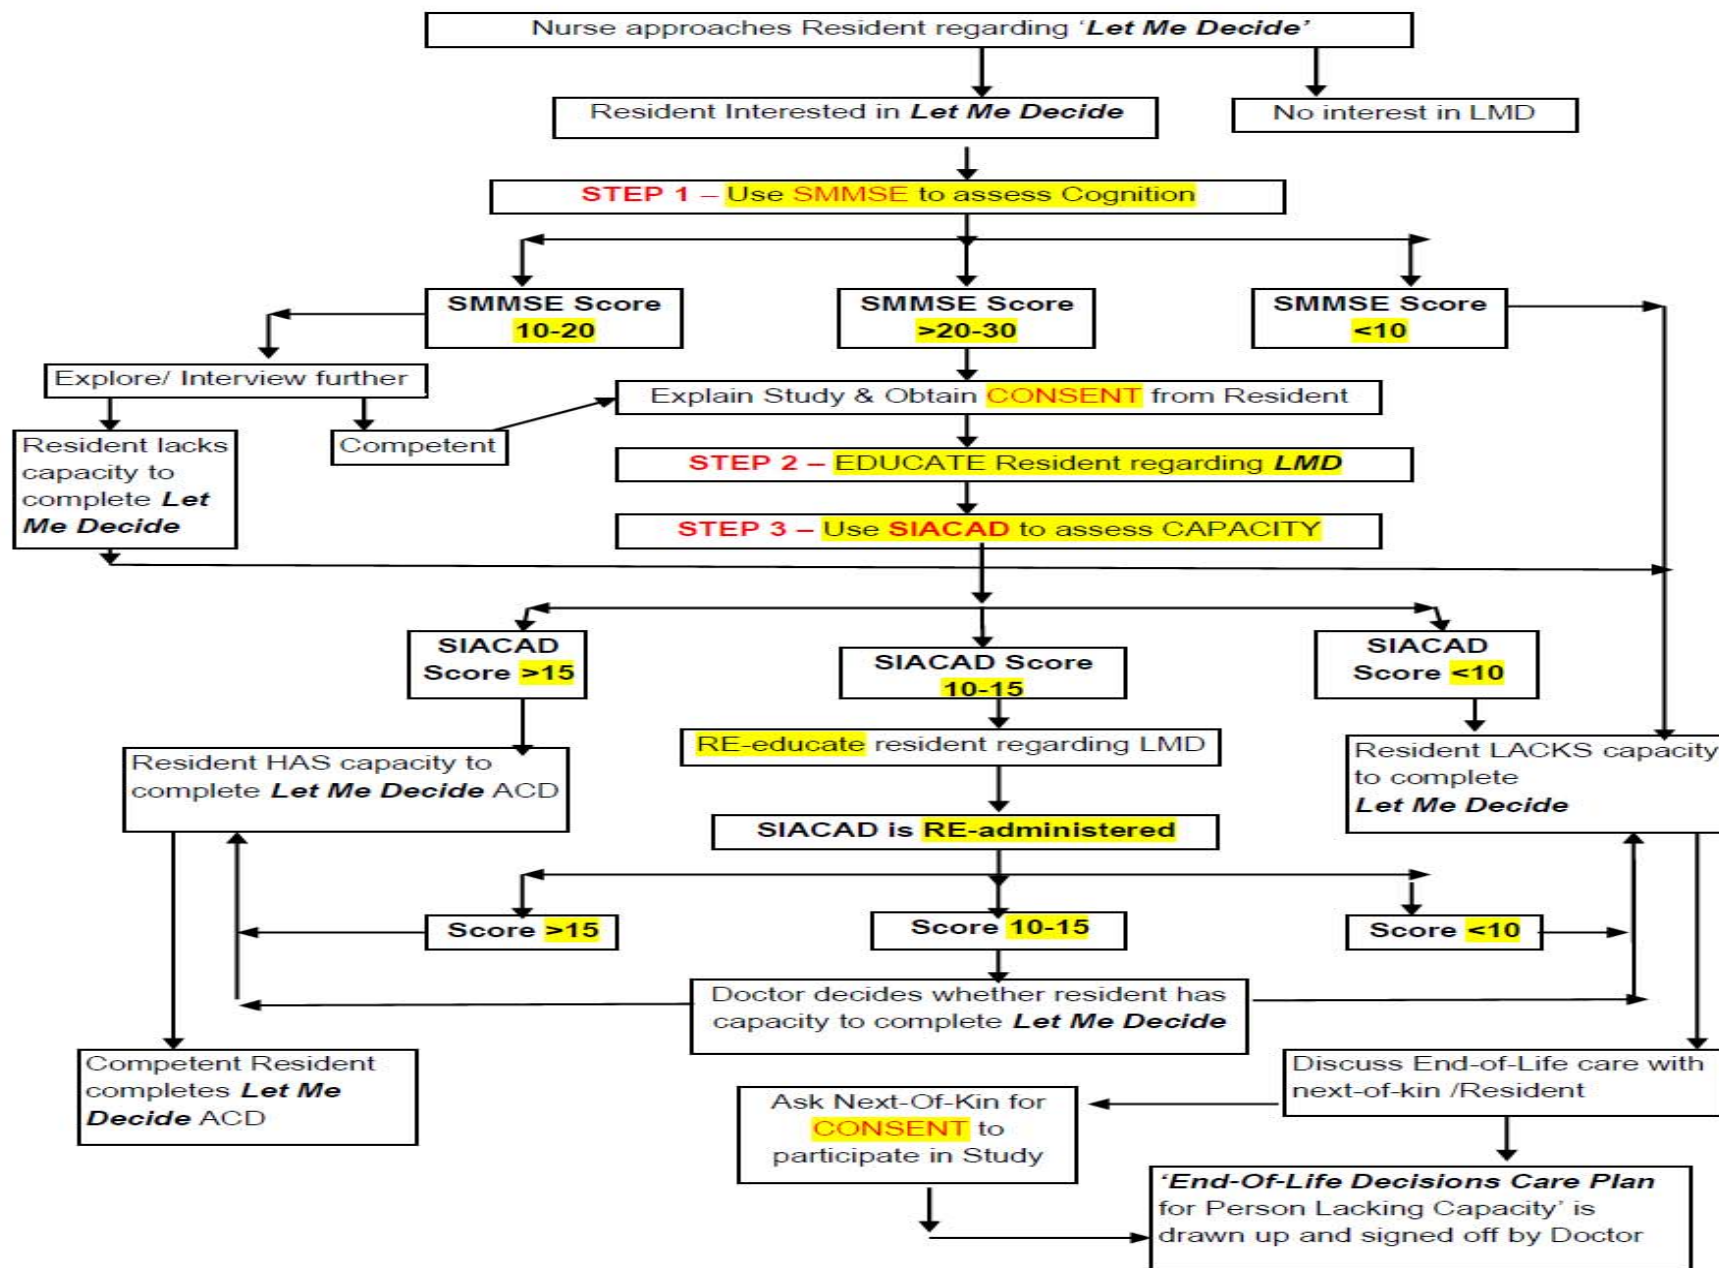 Nurse approaches Resident regarding ‘Let Me Decide’
Resident Interested in Let Me Decide
No interest in LMD
STEP 1 – Use SMMSE to assess Cognition
SMMSE Score
10-20
SMMSE Score
>20-30
SMMSE Score
<10
Explore/ Interview further
Explain Study & Obtain CONSENT from Resident
Resident lacks
capacity to
complete Let
Me Decide
Competent
STEP 2 – EDUCATE Resident regarding LMD
STEP 3 – Use SIACAD to assess CAPACITY
SIACAD
Score >15
SIACAD Score
10-15
SIACAD
Score <10
RE-educate resident regarding LMD
Resident HAS capacity to
complete Let Me Decide ACD
Resident LACKS capacity
to complete
Let Me Decide
SIACAD is RE-administered
Score >15
Score 10-15
Score <10
Doctor decides whether resident has
capacity to complete Let Me Decide
Competent Resident
completes Let Me
Decide ACD
Discuss End-of-Life care with
next-of-kin /Resident
Ask Next-Of-Kin for
CONSENT to
participate in Study
‘End-Of-Life Decisions Care Plan
for Person Lacking Capacity’ is
drawn up and signed off by Doctor